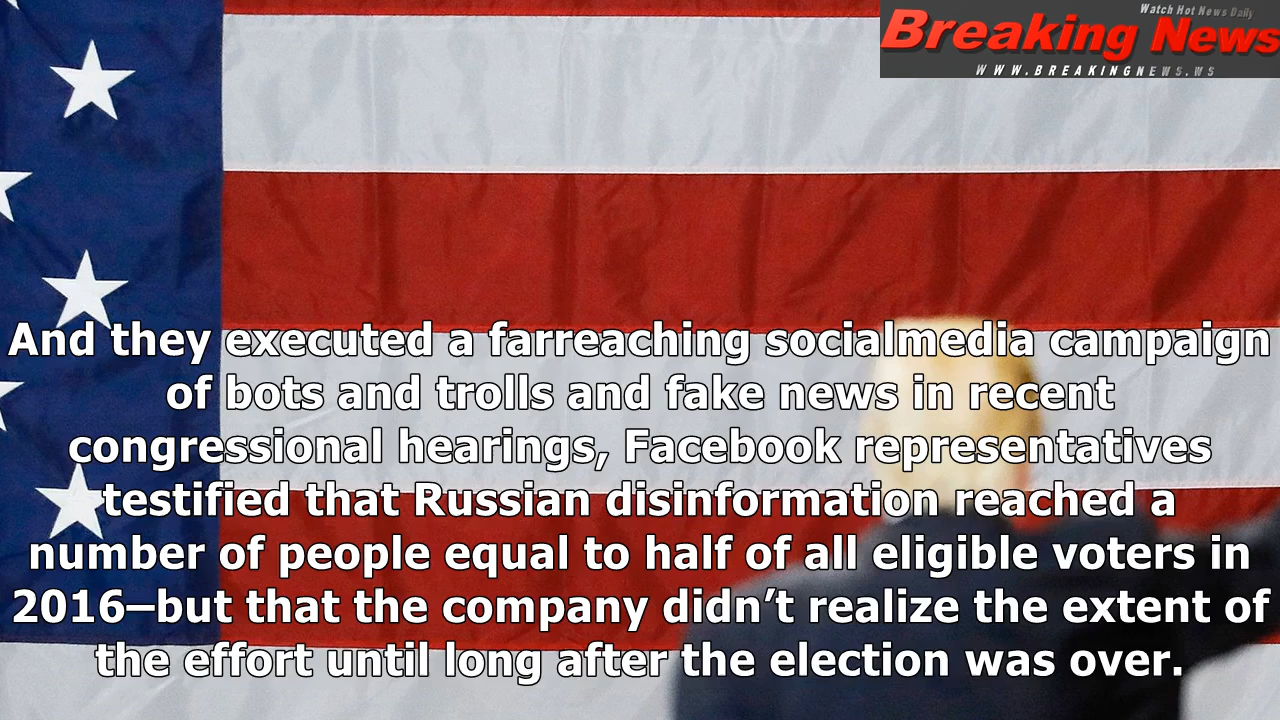 Watch Hot News Daily
Breaking News
WWW.BREAKINGNEWS.WS
And they executed a farreaching socialmedia campaign
of bots and trolls and fake news in recent
congressional hearings, Facebook representatives
testified that Russian disinformation reached a
number of people equal to half of all eligible voters in
2016—but that the company didn’t realize the extent of
the effort until long after the election was over.